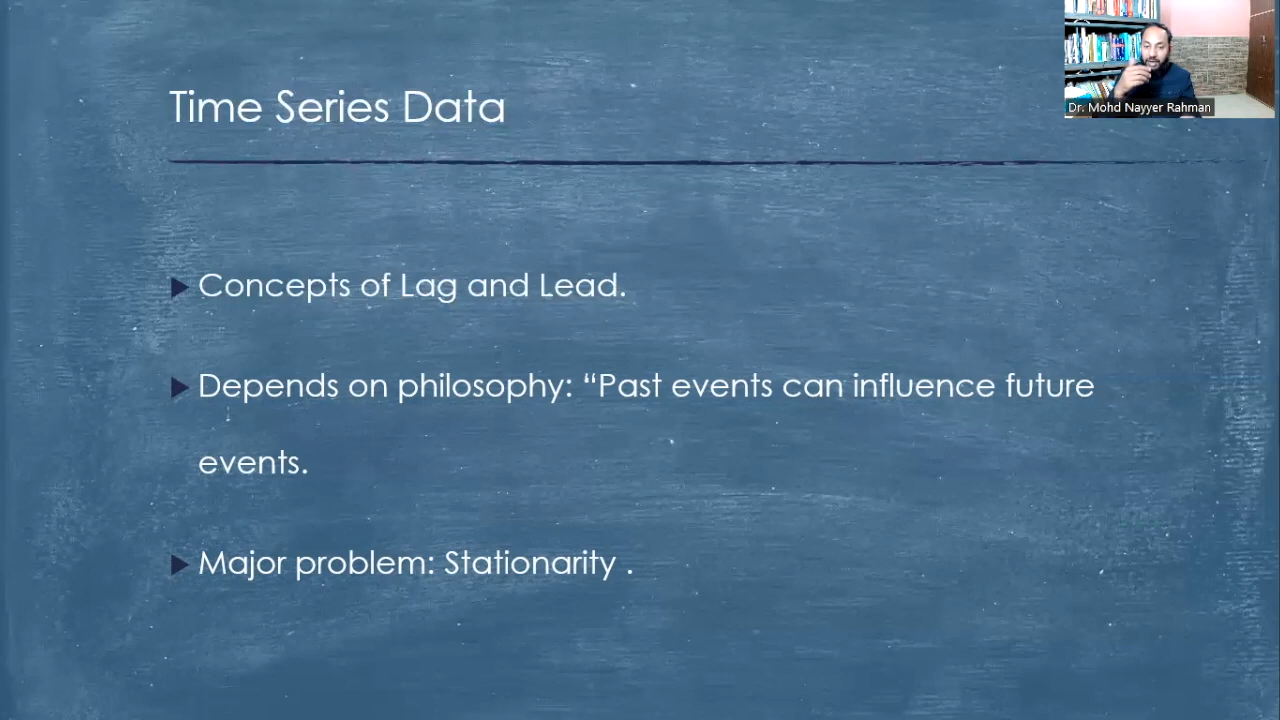 Dr. Mohd Nayyer Rahman
Time Series Data
Concepts of Lag and Lead.
Depends on philosophy: “Past events can influence future
events.
Major problem: Stationarity .